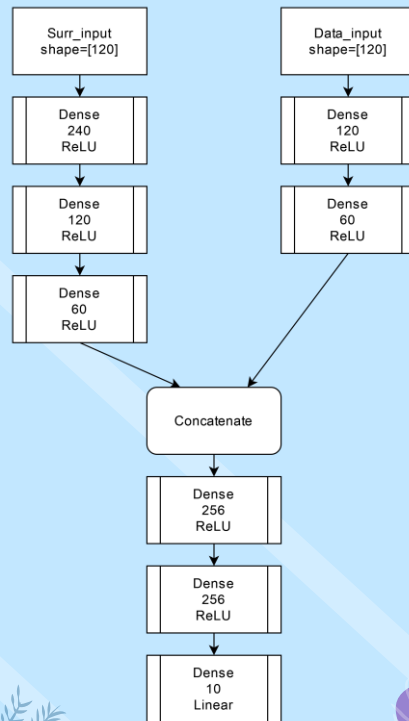 Surr_input
shape=[120]
Dense
240
ReLU
Dense
120
ReLU
Dense
60
ReLU
Data_input
shape=[120]
Dense
120
ReLU
Dense
60
ReLU
Concatenate
Dense
256
ReLU
Dense
256
ReLU
Dense
10
Linear